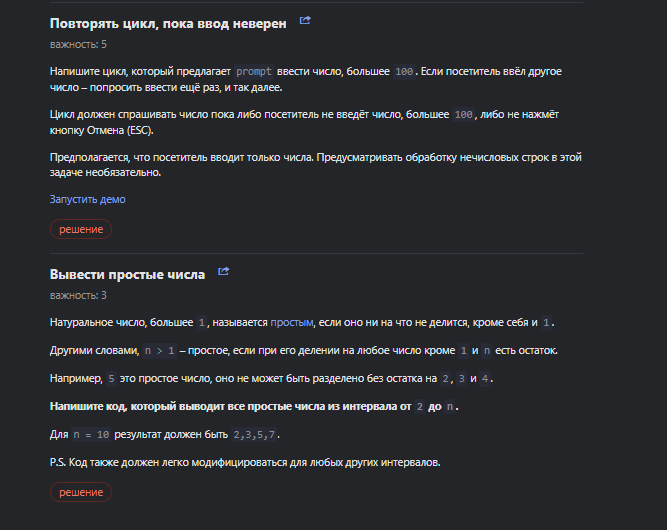 Повторять цикл, пока ввод неверен
важность: 5
Напишите цикл, который предлагает prompt ввести число, большее 100. Если посетитель ввёл другое
число – попросить ввести ещё раз, и так далее.
Цикл должен спрашивать число пока либо посетитель не введёт число, большее 100, либо не нажмёт
кнопку Отмена (ESC).
Предполагается, что посетитель вводит только числа. Предусматривать обработку нечисловых строк в этой
задаче необязательно.
Запустить демо
решение
Вывести простые числа
важность: 3
Натуральное число, большее 1, называется простым, если оно ни на что не делится, кроме себя и 1.
Другими словами, n > 1 – простое, если при его делении на любое число кроме 1 и n есть остаток.
Например, 5 это простое число, оно не может быть разделено без остатка на 2, 3 и 4.
Напишите код, который выводит все простые числа из интервала от 2 до n.
Для n = 10 результат должен быть 2,3,5,7.
P.S. Код также должен легко модифицироваться для любых других интервалов.
решение